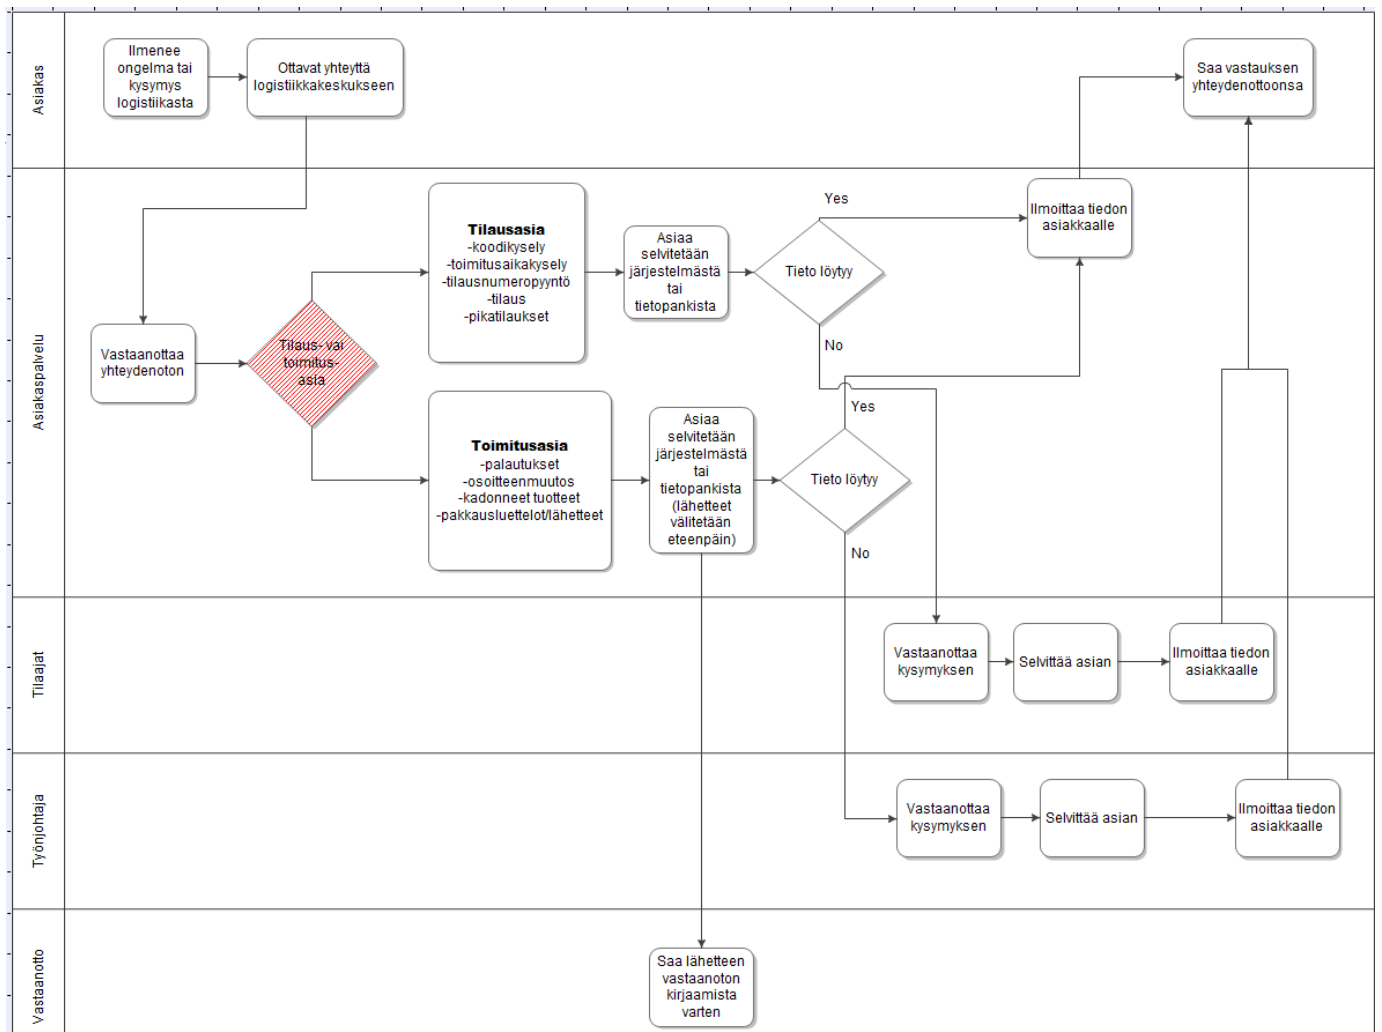 Asiakas
Ilmenee
ongelma tai
kysymys
logistiikasta
Ottavat yhteyttä
logistiikkakeskukseen
Saa vastauksen
yhteydenottoonsa
Asiakaspalvelu
Vastaanottaa
yhteydenoton
Tilaus- vai
toimitus-
asia
Tilausasia
-koodikysely
-toimitusaikakysely
-tilausnumeropyyntö
-tilaus
-pikatilaukset
Asiaa
selvitetään
järjestelmästä
tai
tietopankista
Tieto löytyy
Yes
No
Ilmoittaa tiedon
asiakkaalle
Toimitusasia
-palautukset
-osoitteenmuutos
-kadonneet tuotteet
-pakkausluettelot/lähetteet
Asiaa
selvitetään
järjestelmästä
tai
tietopankista
(lähetteet
välitetään
eteenpäin)
Tieto löytyy
Yes
No
Tilaajat
Vastaanottaa
kysymyksen
Selvittää asian
Ilmoittaa tiedon
asiakkaalle
Työnjohtaja
Vastaanottaa
kysymyksen
Selvittää asian
Ilmoittaa tiedon
asiakkaalle
Vastaanotto
Saa lähetteen
vastaanoton
kirjaamista
varten